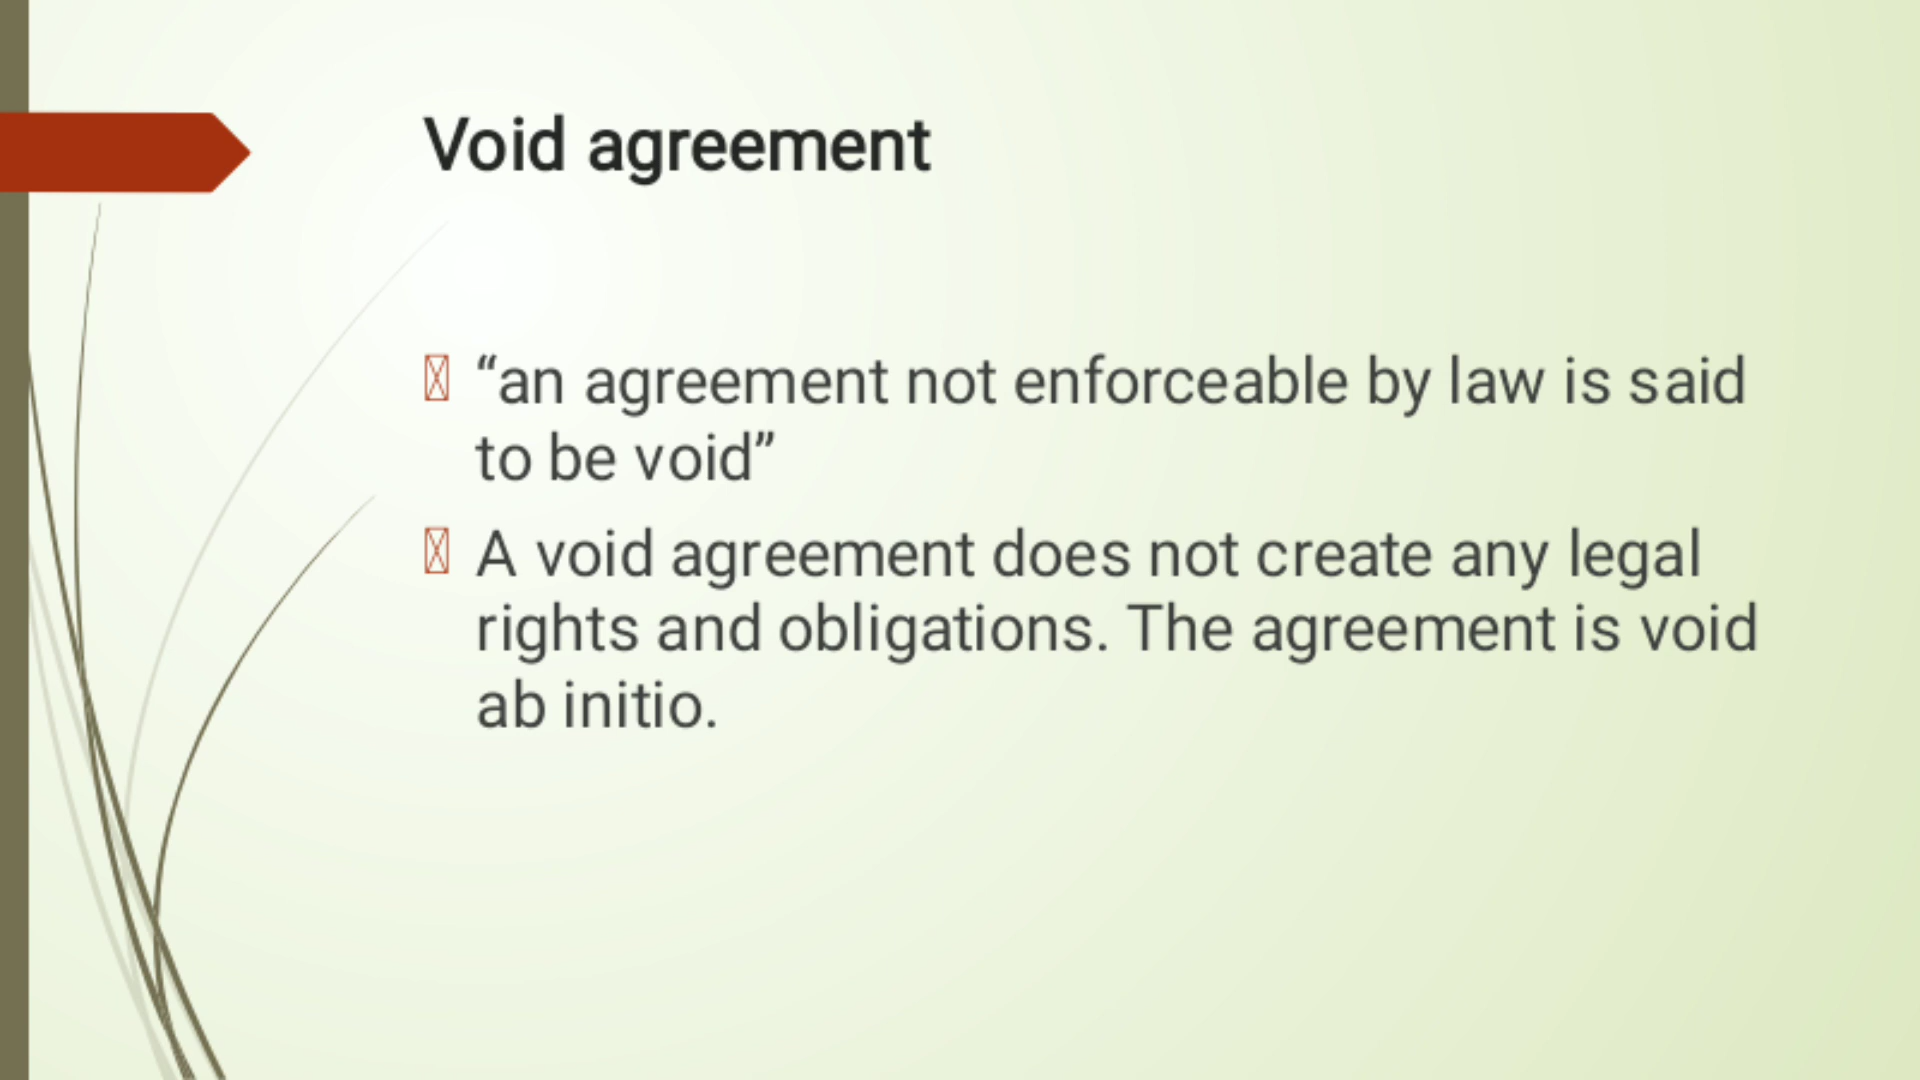 Void agreement
“an agreement not enforceable by law is said
to be void”
A void agreement does not create any legal
rights and obligations. The agreement is void
ab initio.